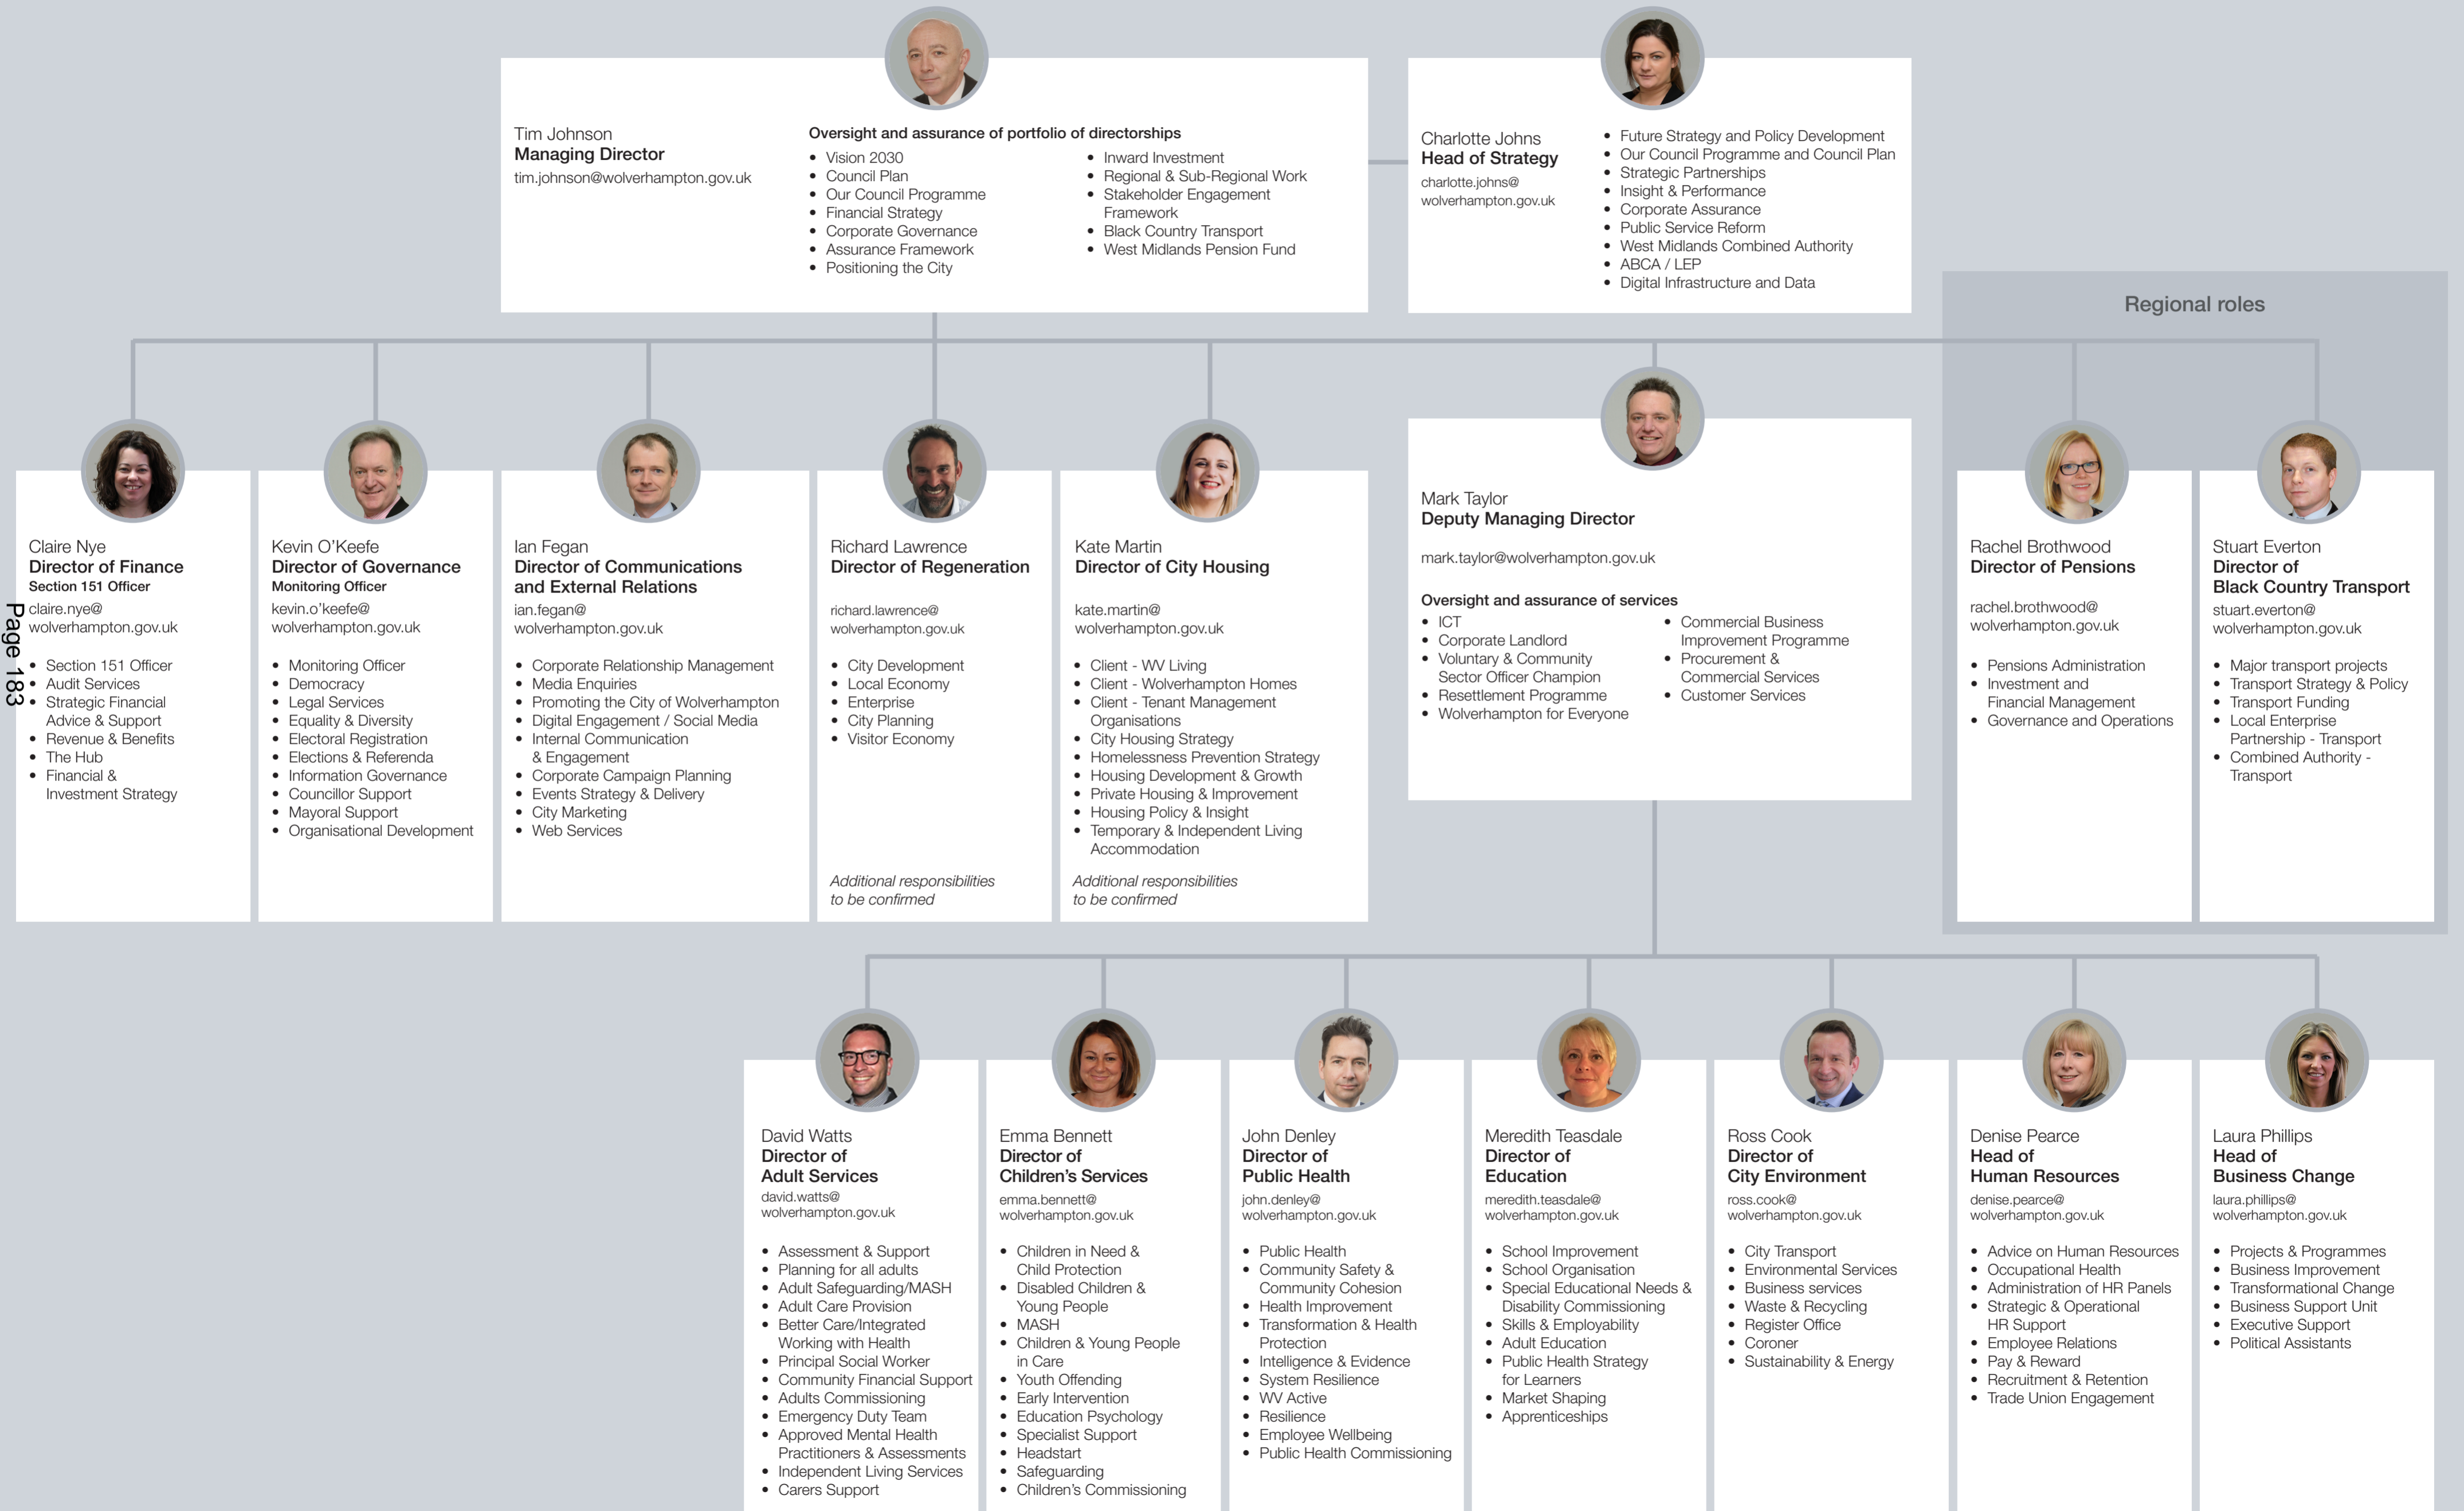 Tim Johnson
Managing Director
tim.johnson@wolverhampton.gov.uk
Oversight and assurance of portfolio of directorships
• Vision 2030
• Council Plan
• Our Council Programme
• Financial Strategy
• Corporate Governance
• Assurance Framework
• Positioning the City
• Inward Investment
• Regional & Sub-Regional Work
• Stakeholder Engagement
Framework
• Black Country Transport
• West Midlands Pension Fund
Charlotte Johns
Head of Strategy
charlotte.johns@
wolverhampton.gov.uk
• Future Strategy and Policy Development
• Our Council Programme and Council Plan
• Strategic Partnerships
• Insight & Performance
• Corporate Assurance
• Public Service Reform
• West Midlands Combined Authority
• ABCA / LEP
• Digital Infrastructure and Data
Regional roles
Claire Nye
Director of Finance
Section 151 Officer
claire.nye@
wolverhampton.gov.uk
• Section 151 Officer
• Audit Services
• Strategic Financial
Advice & Support
• Revenue & Benefits
• The Hub
• Financial &
Investment Strategy
Kevin O'Keefe
Director of Governance
Monitoring Officer
kevin.o'keefe@
wolverhampton.gov.uk
• Monitoring Officer
• Democracy
• Legal Services
• Equality & Diversity
• Electoral Registration
• Elections & Referenda
• Information Governance
• Councillor Support
• Mayoral Support
• Organisational Development
Ian Fegan
Director of Communications
and External Relations
ian.fegan@
wolverhampton.gov.uk
• Corporate Relationship Management
• Media Enquiries
• Promoting the City of Wolverhampton
• Digital Engagement / Social Media
• Internal Communication
& Engagement
• Corporate Campaign Planning
• Events Strategy & Delivery
• City Marketing
• Web Services
Richard Lawrence
Director of Regeneration
richard.lawrence@
wolverhampton.gov.uk
• City Development
• Local Economy
• Enterprise
• City Planning
• Visitor Economy
Additional responsibilities
to be confirmed
Kate Martin
Director of City Housing
kate.martin@
wolverhampton.gov.uk
• Client - WV Living
• Client - Wolverhampton Homes
• Client - Tenant Management
Organisations
• City Housing Strategy
• Homelessness Prevention Strategy
• Housing Development & Growth
• Private Housing & Improvement
• Housing Policy & Insight
• Temporary & Independent Living
Accommodation
Additional responsibilities
to be confirmed
Mark Taylor
Deputy Managing Director
mark.taylor@wolverhampton.gov.uk
Oversight and assurance of services
• ICT
• Corporate Landlord
• Voluntary & Community
Sector Officer Champion
• Resettlement Programme
• Wolverhampton for Everyone
• Commercial Business
Improvement Programme
• Procurement &
Commercial Services
• Customer Services
Rachel Brothwood
Director of Pensions
rachel.brothwood@
wolverhampton.gov.uk
• Pensions Administration
• Investment and
Financial Management
• Governance and Operations
Stuart Everton
Director of
Black Country Transport
stuart.everton@
wolverhampton.gov.uk
• Major transport projects
• Transport Strategy & Policy
• Transport Funding
• Local Enterprise
Partnership - Transport
• Combined Authority -
Transport
Page 183
David Watts
Director of
Adult Services
david.watts@
wolverhampton.gov.uk
• Assessment & Support
• Planning for all adults
• Adult Safeguarding/MASH
• Adult Care Provision
• Better Care/Integrated
Working with Health
• Principal Social Worker
• Community Financial Support
• Adults Commissioning
• Emergency Duty Team
• Approved Mental Health
Practitioners & Assessments
• Independent Living Services
• Carers Support
Emma Bennett
Director of
Children's Services
emma.bennett@
wolverhampton.gov.uk
• Children in Need &
Child Protection
• Disabled Children &
Young People
• MASH
• Children & Young People
in Care
• Youth Offending
• Early Intervention
• Education Psychology
• Specialist Support
• Headstart
• Safeguarding
• Children's Commissioning
John Denley
Director of
Public Health
john.denley@
wolverhampton.gov.uk
• Public Health
• Community Safety &
Community Cohesion
• Health Improvement
• Transformation & Health
Protection
• Intelligence & Evidence
• System Resilience
• WV Active
• Resilience
• Employee Wellbeing
• Public Health Commissioning
Meredith Teasdale
Director of
Education
meredith.teasdale@
wolverhampton.gov.uk
• School Improvement
• School Organisation
• Special Educational Needs &
Disability Commissioning
• Skills & Employability
• Adult Education
• Public Health Strategy
for Learners
• Market Shaping
• Apprenticeships
Ross Cook
Director of
City Environment
ross.cook@
wolverhampton.gov.uk
• City Transport
• Environmental Services
• Business services
• Waste & Recycling
• Register Office
• Coroner
• Sustainability & Energy
Denise Pearce
Head of
Human Resources
denise.pearce@
wolverhampton.gov.uk
• Advice on Human Resources
• Occupational Health
• Administration of HR Panels
• Strategic & Operational
HR Support
• Employee Relations
• Pay & Reward
• Recruitment & Retention
• Trade Union Engagement
Laura Phillips
Head of
Business Change
laura.phillips@
wolverhampton.gov.uk
• Projects & Programmes
• Business Improvement
• Transformational Change
• Business Support Unit
• Executive Support
• Political Assistants